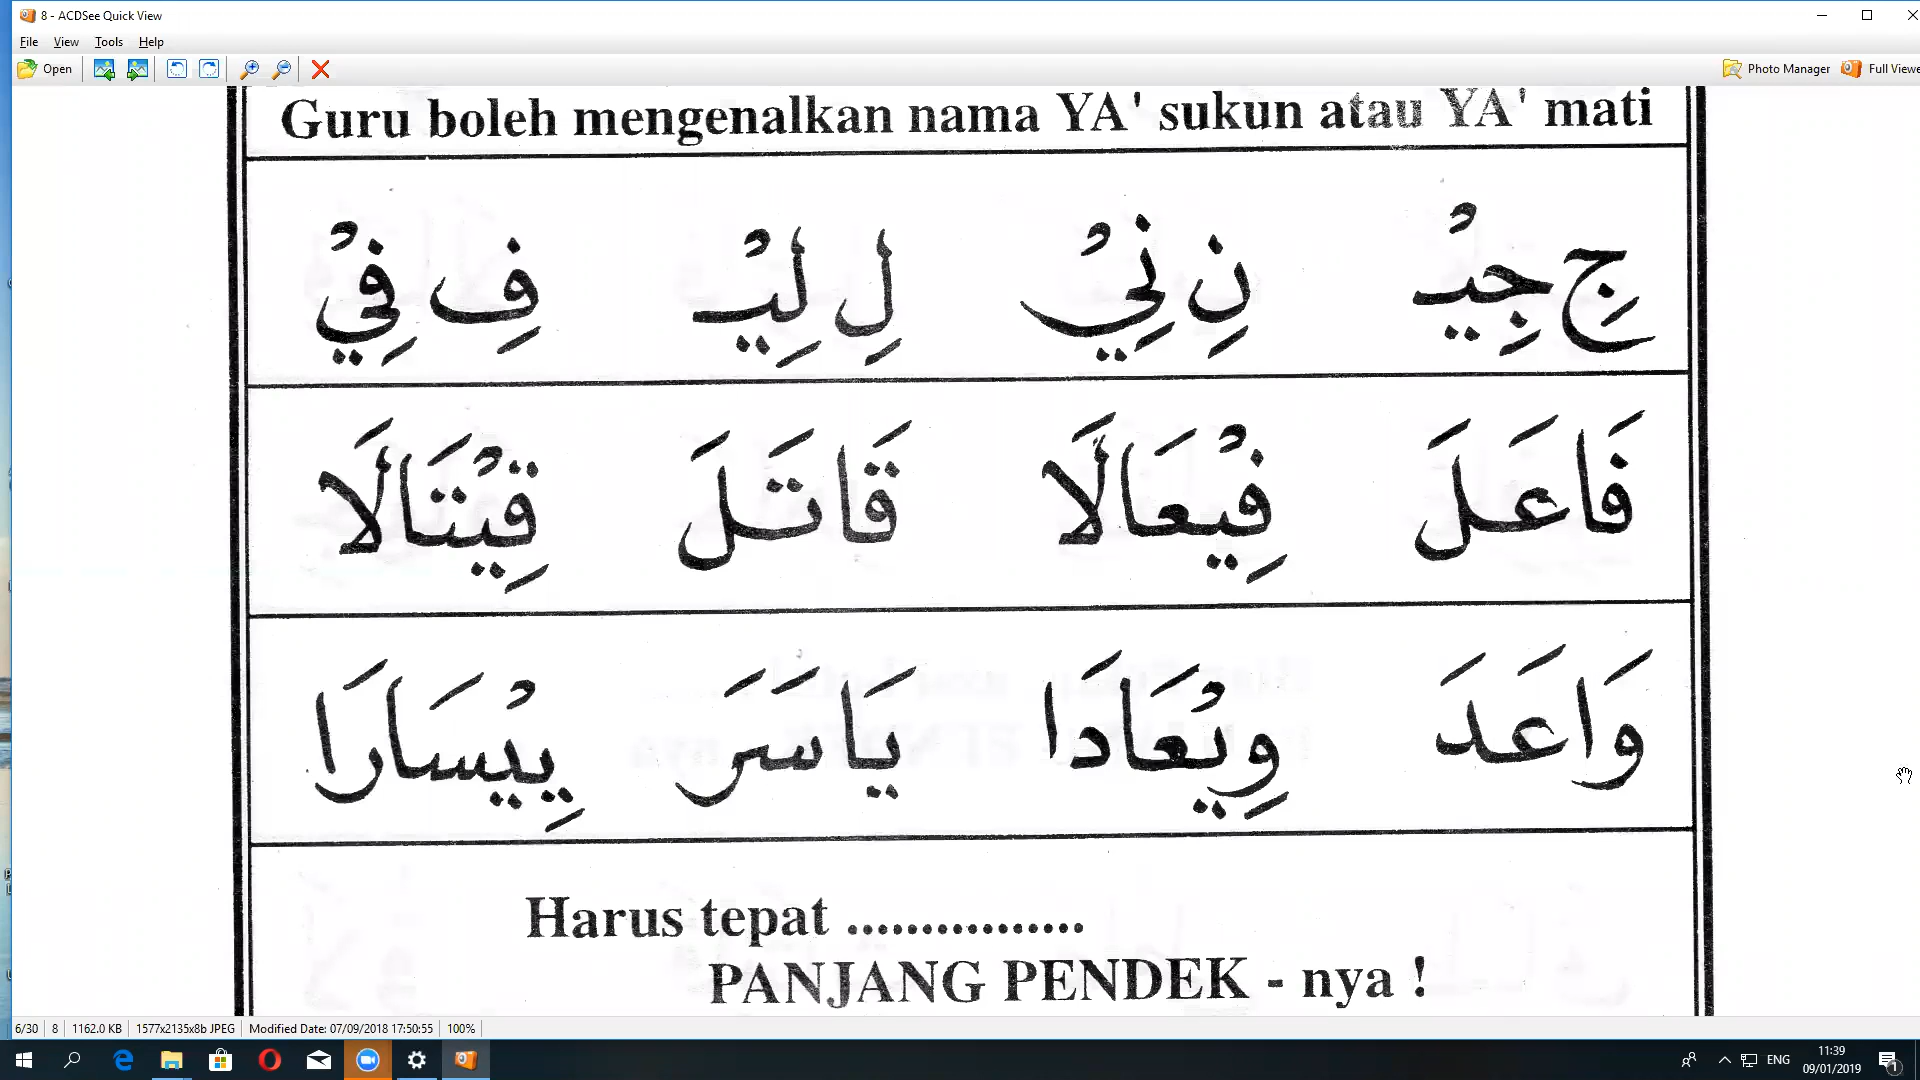 8 - ACDSee Quick View
File View Tools Help
Open Photo Manager Full Viewe
Guru boleh mengenalkan nama YA' sukun atau YA' mati
جِ جِيْـ نِ نِيْ لِ لِيْـ فِ فِيْ
فَاعَلَ فِيْعَالَا قَاتَلَ قِيْتَالَا
وَاعَدَ وِيْعَادَا يَاسَرَ يِيْسَارَا
Harus tepat ................
PANJANG PENDEK - nya !
6/30 8 1162.0 KB 1577x2135x8b JPEG Modified Date: 07/09/2018 17:50:55 100%
ENG 11:39
09/01/2019 1